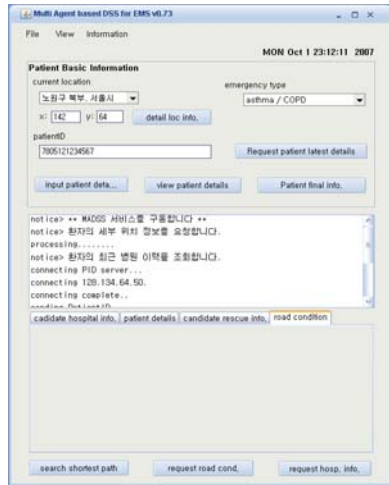 Multi Agent based DSS for EMS v0.73
File View Information
MON Oct 1 23:12:11 2007
Patient Basic Information
current location
emergency type
노원구 북부, 서울시
asthma / COPD
x: 142 y: 64 detail loc info,
patientID
7805121234567
Request patient latest details
input patient deta... view patient details Patient final info,
notice> ** MADSS 서비스를 구동합니다 **
notice> 환자의 세부 위치 정보를 요청합니다.
processing........
notice> 환자의 최근 병원 이력을 조회합니다.
connecting PID server...
connecting 128.134.64.50.
connecting complete..
cadidate hospital info, patient details candidate rescue info, road condition
search shortest path request road cond, request hosp, info,